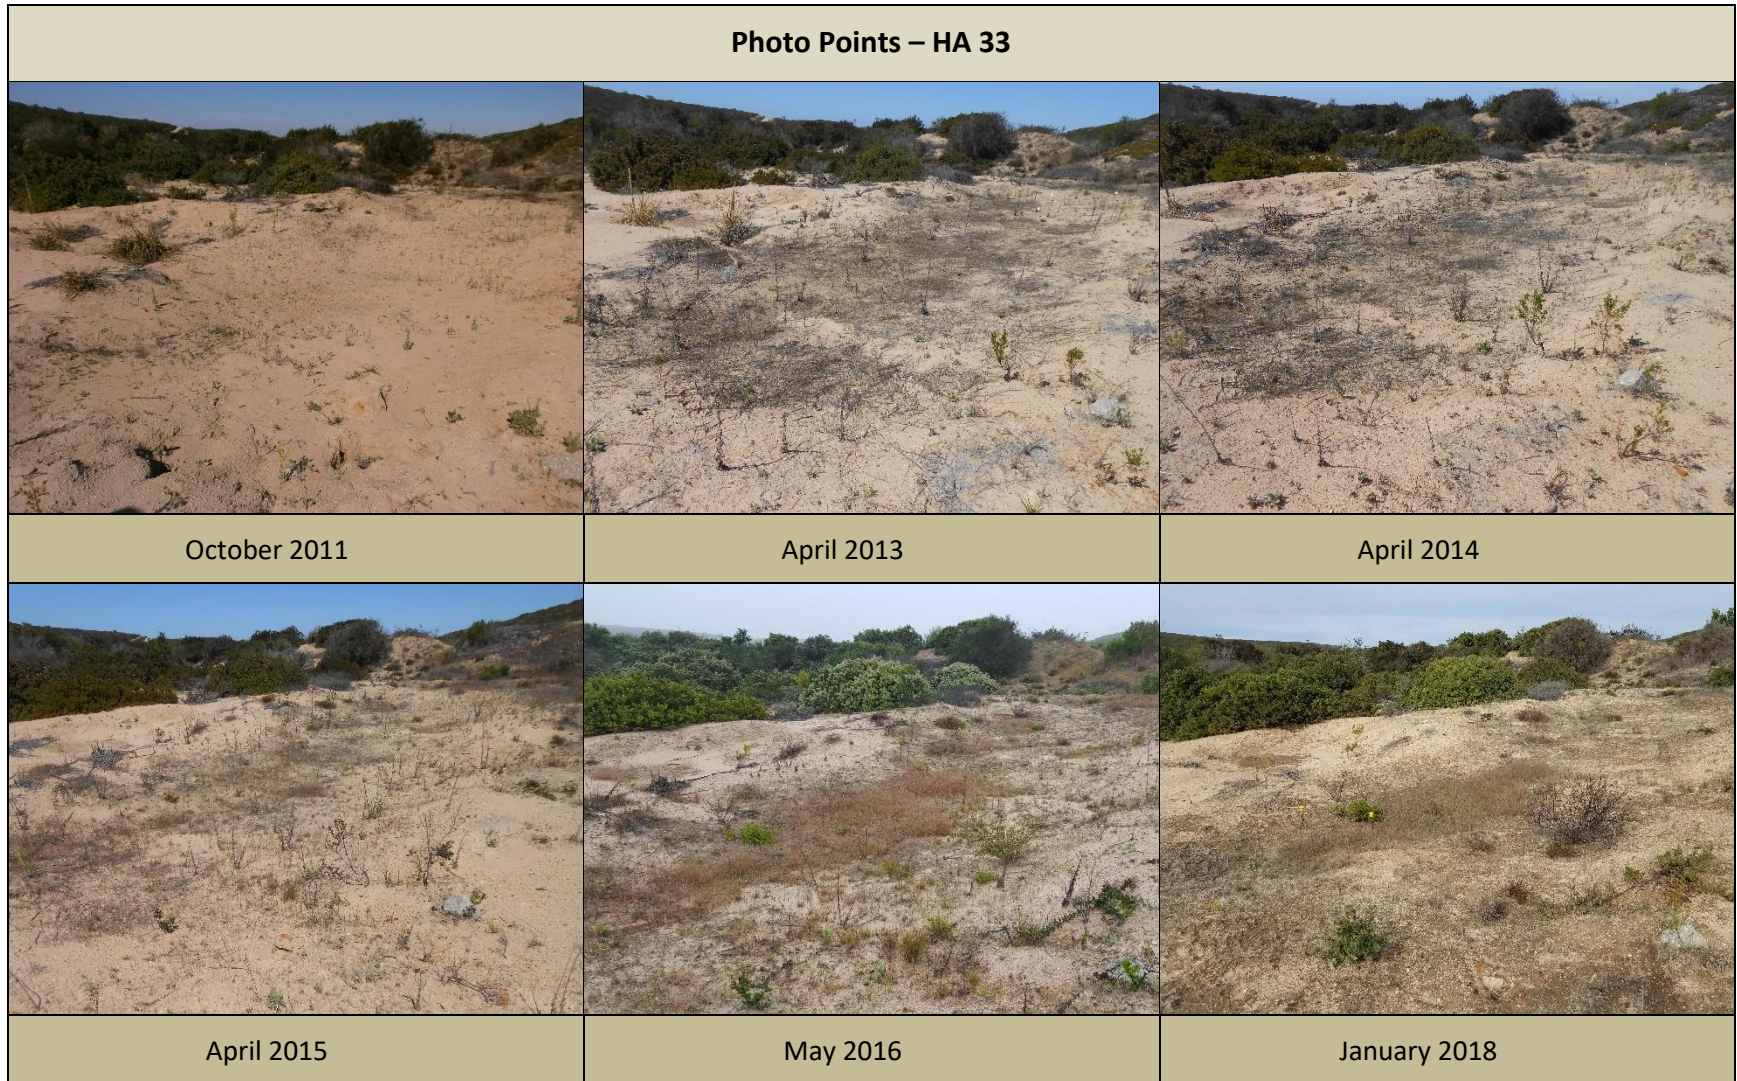 Photo Points – HA 33
October 2011
April 2013
April 2014
April 2015
May 2016
January 2018